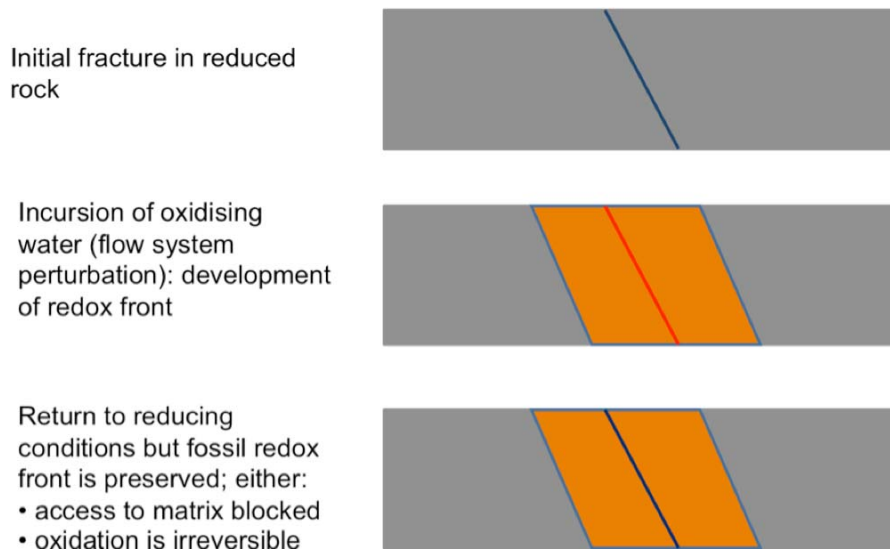 Initial fracture in reduced
rock
Incursion of oxidising
water (flow system
perturbation): development
of redox front
Return to reducing
conditions but fossil redox
front is preserved; either:
• access to matrix blocked
• oxidation is irreversible